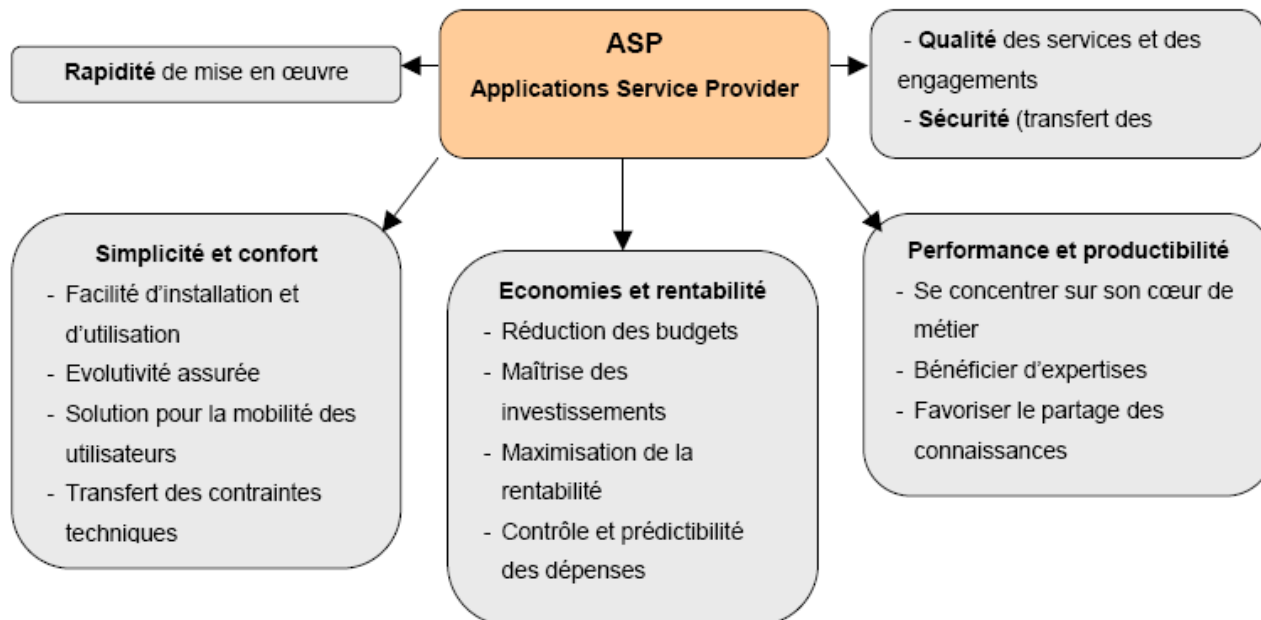 ASP
Applications Service Provider
Rapidité de mise en œuvre
- Qualité des services et des
engagements
- Sécurité (transfert des
Simplicité et confort
- Facilité d'installation et
d'utilisation
- Evolutivité assurée
- Solution pour la mobilité des
utilisateurs
- Transfert des contraintes
techniques
Economies et rentabilité
- Réduction des budgets
- Maîtrise des
investissements
- Maximisation de la
rentabilité
- Contrôle et prédictibilité
des dépenses
Performance et productibilité
- Se concentrer sur son cœur de
métier
- Bénéficier d'expertises
- Favoriser le partage des
connaissances